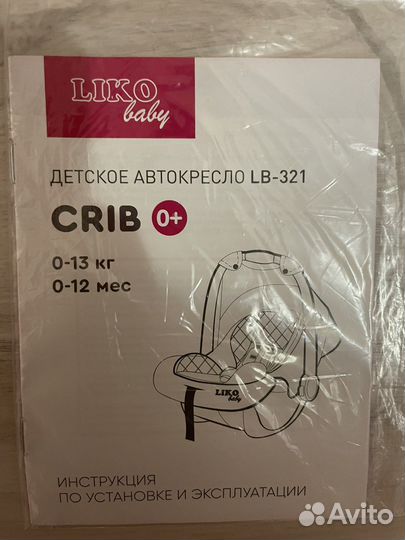 LIKO
baby
ДЕТСКОЕ АВТОКРЕСЛО LB-321
CRIB 0+
0-13 кг
0-12 мес
LIKO
baby
ИНСТРУКЦИЯ
ПО УСТАНОВКЕ И ЭКСПЛУАТАЦИИ
Avito